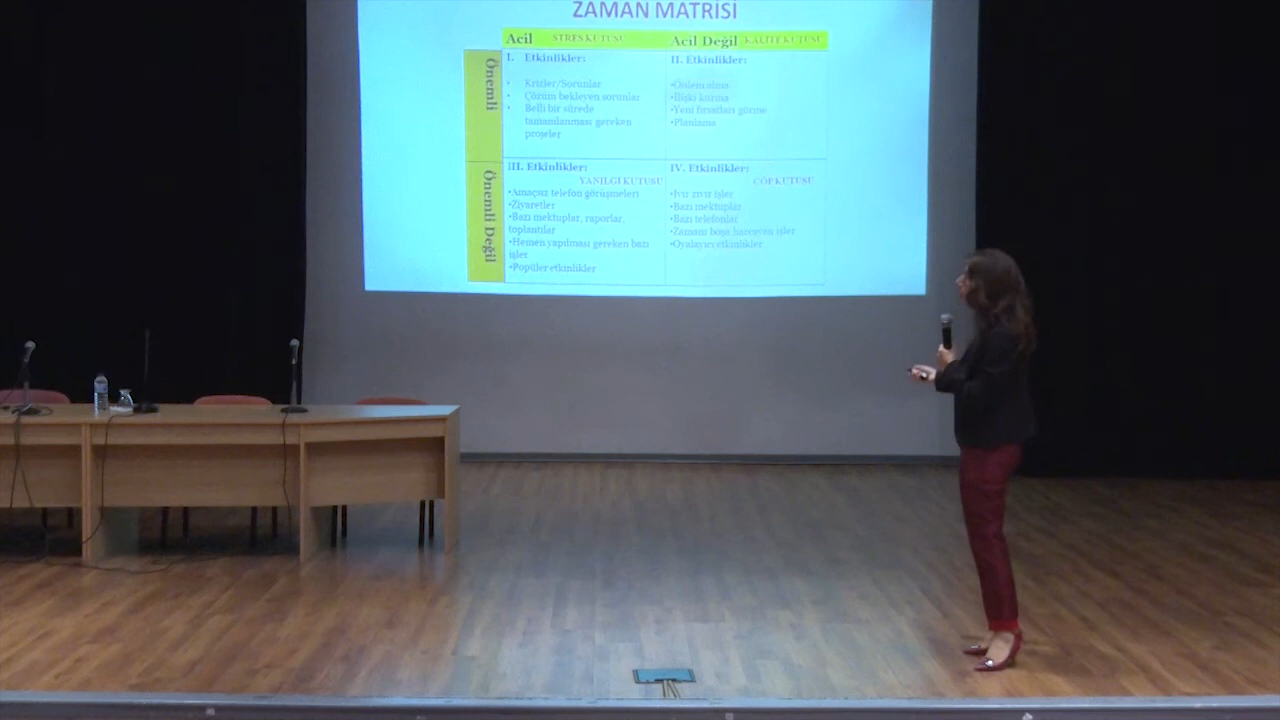 ZAMAN MATRİSİ
Acil STRES KUTUSU
Acil Değil KALİTE KUTUSU
Önemli
I. Etkinlikler:
• Krizler/Sorunlar
• Çözüm bekleyen sorunlar
• Belli bir sürede
tamamlanması gereken
projeler
II. Etkinlikler:
•Önlem alma
•İlişki kurma
•Yeni fırsatları görme
•Planlama
Önemli Değil
III. Etkinlikler:
YANILGI KUTUSU
•Amaçsız telefon görüşmeleri
•Ziyaretler
•Bazı mektuplar, raporlar,
toplantılar
•Hemen yapılması gereken bazı
işler
•Popüler etkinlikler
IV. Etkinlikler:
ÇÖP KUTUSU
•Ivır zıvır işler
•Bazı mektuplar
•Bazı telefonlar
•Zamanı boşa harcayan işler
•Oyalayıcı etkinlikler